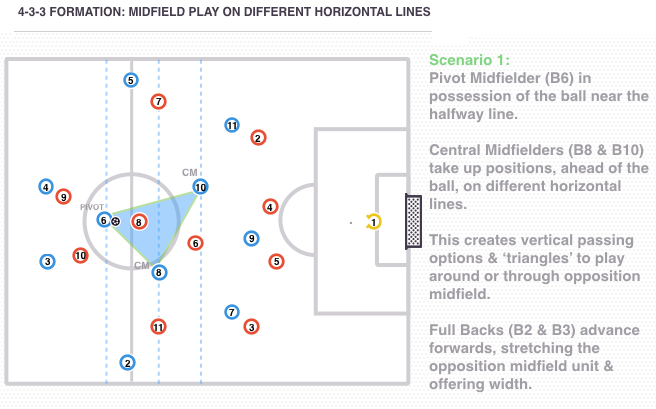 4-3-3 FORMATION: MIDFIELD PLAY ON DIFFERENT HORIZONTAL LINES
Scenario 1:
Pivot Midfielder (B6) in
possession of the ball near the
halfway line.
Central Midfielders (B8 & B10)
take up positions, ahead of the
ball, on different horizontal
lines.
This creates vertical passing
options & ‘triangles’ to play
around or through opposition
midfield.
Full Backs (B2 & B3) advance
forwards, stretching the
opposition midfield unit &
offering width.
5
7
11
2
CM
4
10
9
PIVOT
4
6
8
1
6
9
10
3
5
CM
8
7
11
3
2